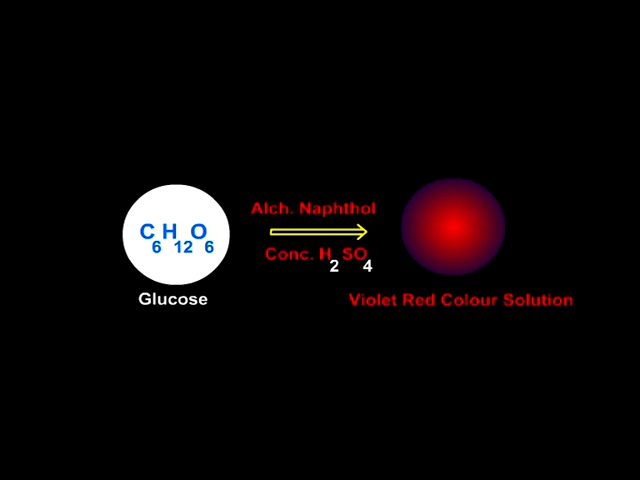 C6H12O6
Glucose
Alch. Naphthol
Conc. H2SO4
Violet Red Colour Solution